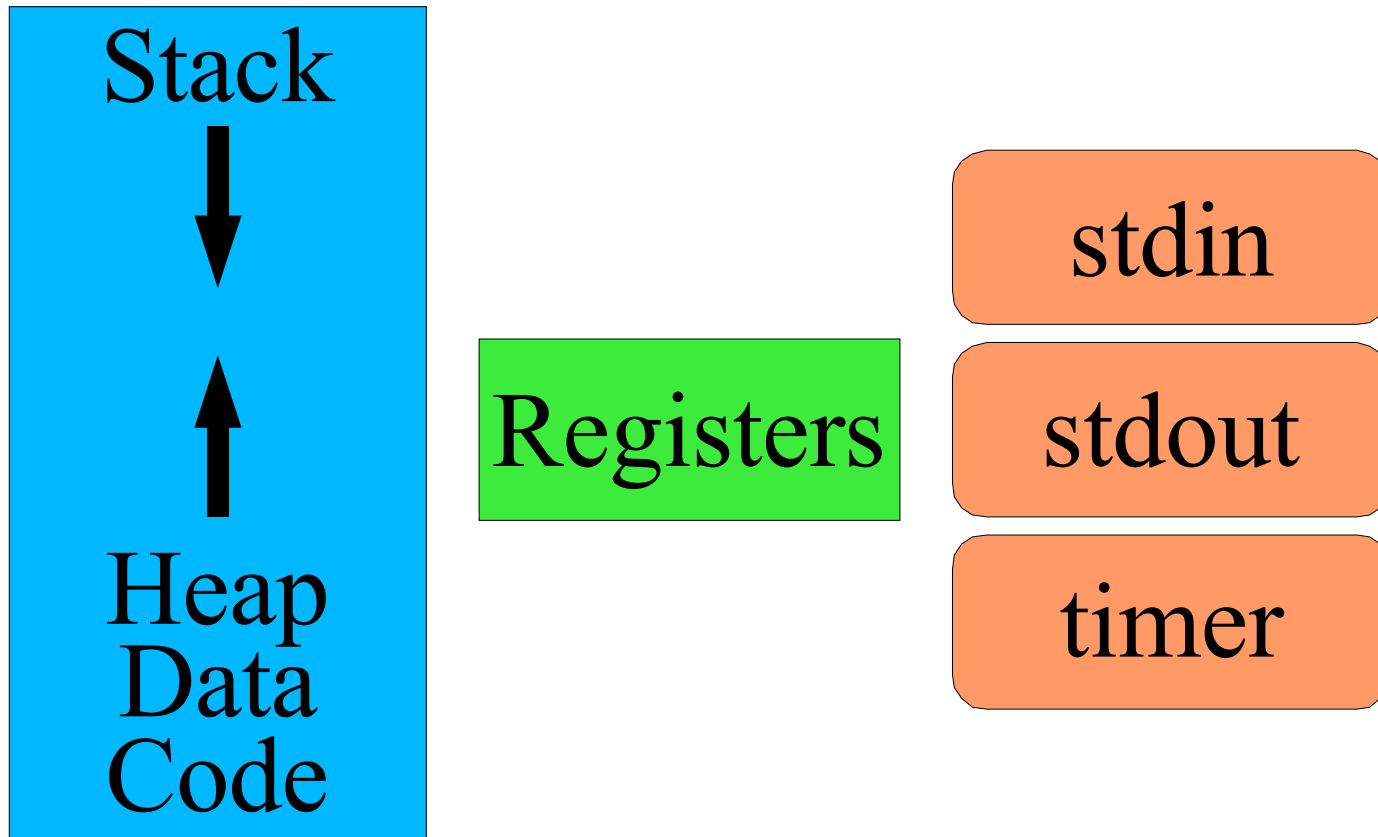 Stack
Heap
Data
Code
Registers
stdin
stdout
timer